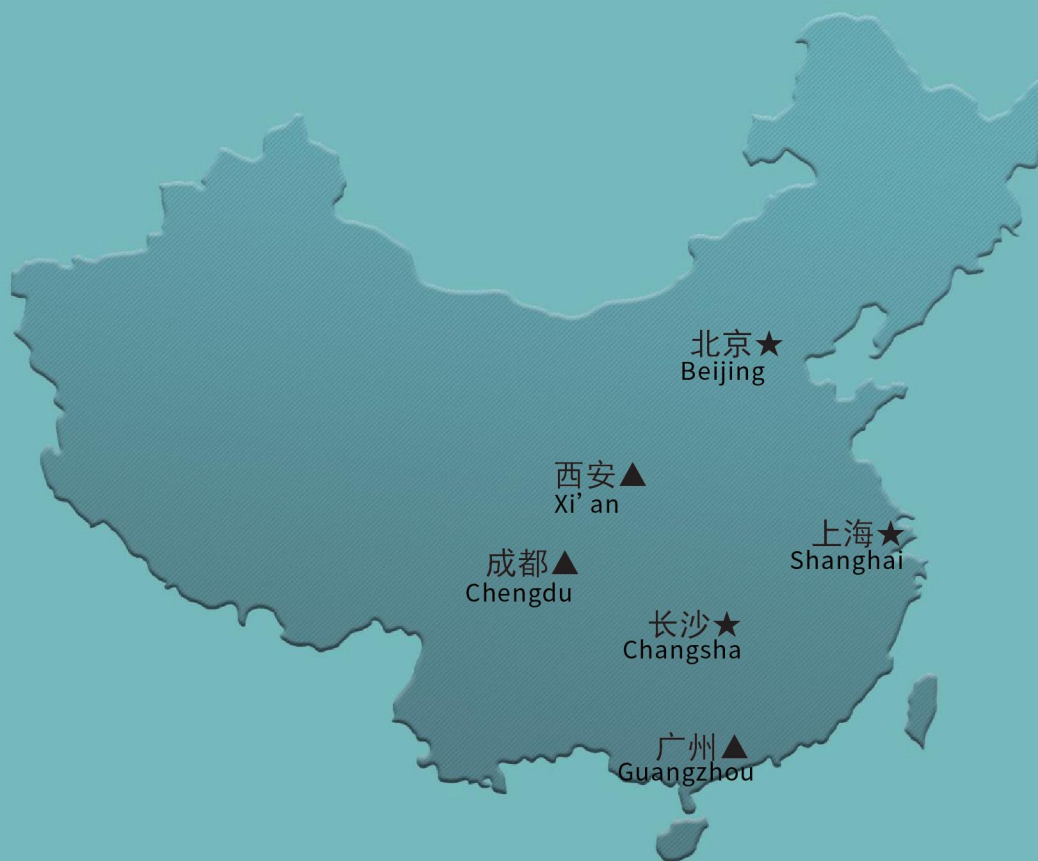 北京★
Beijing
西安▲
Xi’an
上海★
Shanghai
成都▲
Chengdu
长沙★
Changsha
广州▲
Guangzhou